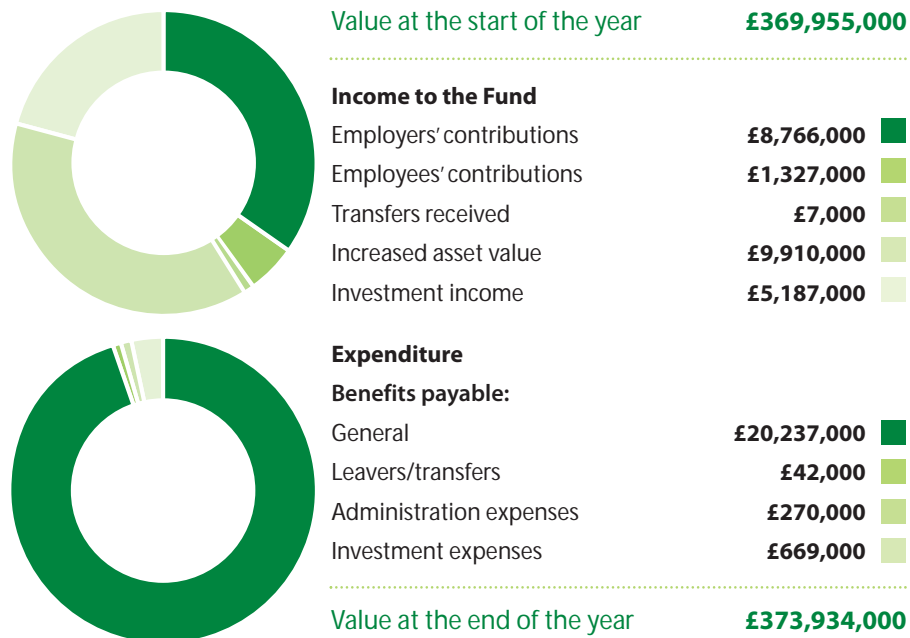 Value at the start of the year £369,955,000
Income to the Fund
Employers' contributions £8,766,000
Employees' contributions £1,327,000
Transfers received £7,000
Increased asset value £9,910,000
Investment income £5,187,000
Expenditure
Benefits payable:
General £20,237,000
Leavers/transfers £42,000
Administration expenses £270,000
Investment expenses £669,000
Value at the end of the year £373,934,000